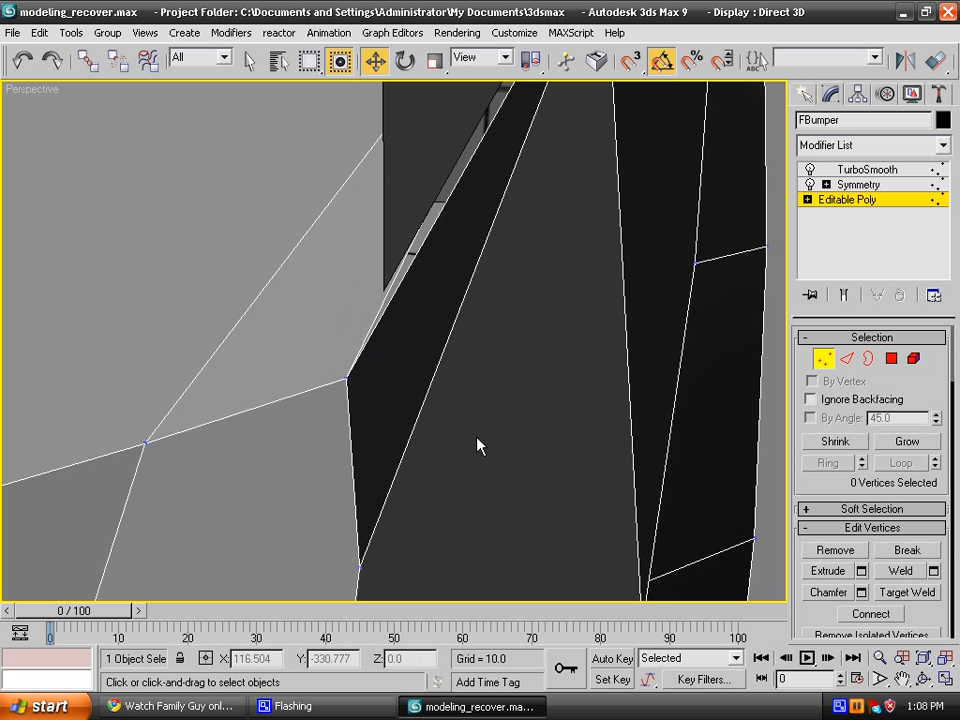 modeling_recover.max - Project Folder: C:\Documents and Settings\Administrator\My Documents\3dsmax - Autodesk 3ds Max 9 - Display : Direct 3D
File Edit Tools Group Views Create Modifiers reactor Animation Graph Editors Rendering Customize MAXScript Help
All
View
Perspective
FBumper
Modifier List
TurboSmooth
Symmetry
Editable Poly
Selection
By Vertex
Ignore Backfacing
By Angle: 45.0
Shrink Grow
Ring Loop
0 Vertices Selected
Soft Selection
Edit Vertices
Remove Break
Extrude Weld
Chamfer Target Weld
Connect
Remove Isolated Vertices
0 / 100
0 10 20 30 40 50 60 70 80 90 100
1 Object Sele X: 116.504 Y: -330.777 Z: 0.0 Grid = 10.0 Auto Key Selected
Click or click-and-drag to select objects Add Time Tag Set Key Key Filters... 0
start Watch Family Guy onl... Flashing modeling_recover.ma... 1:08 PM